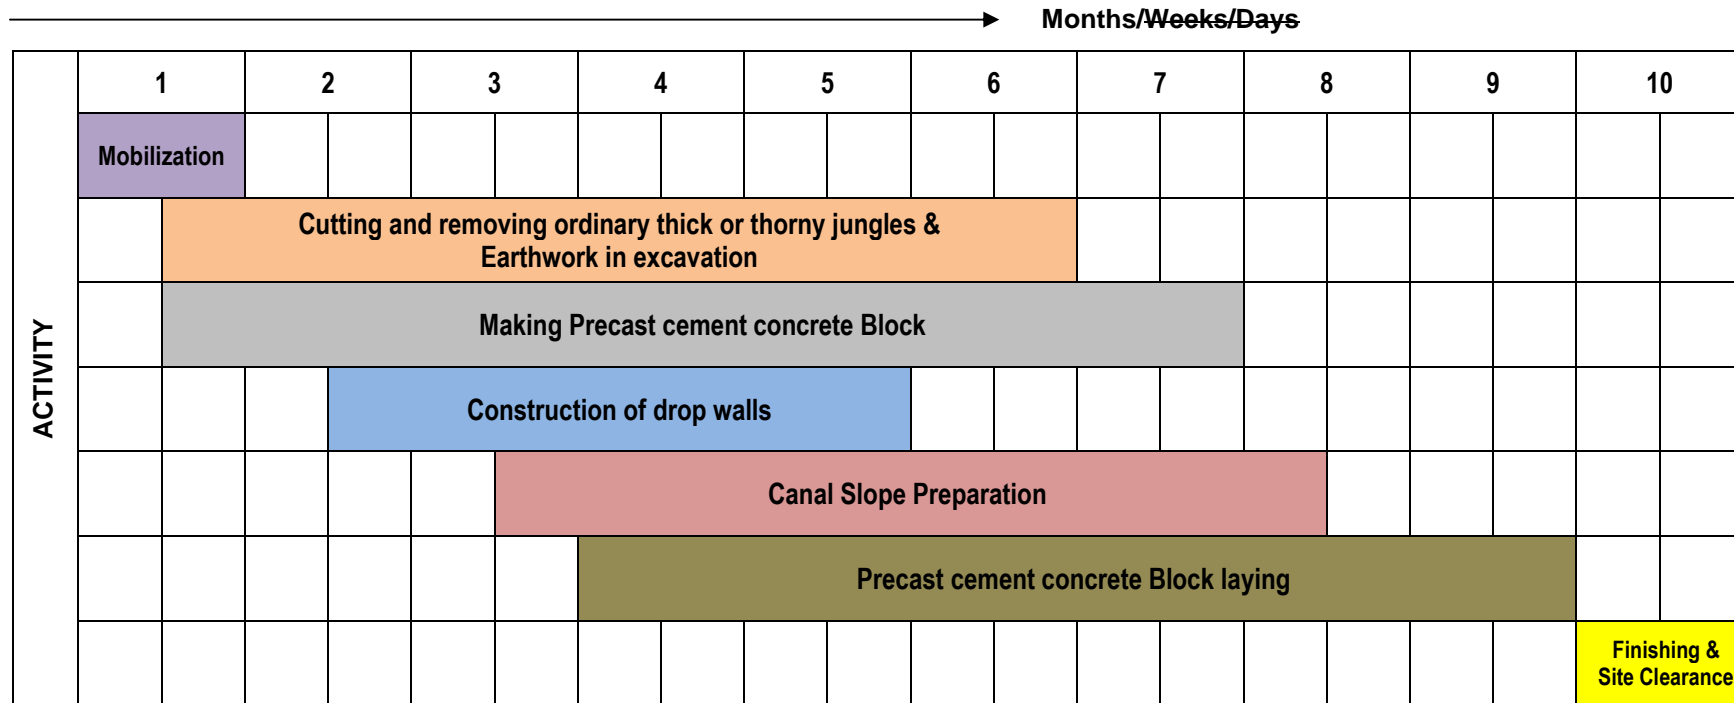 Months/Weeks/Days
1 2 3 4 5 6 7 8 9 10
ACTIVITY
Mobilization
Cutting and removing ordinary thick or thorny jungles &
Earthwork in excavation
Making Precast cement concrete Block
Construction of drop walls
Canal Slope Preparation
Precast cement concrete Block laying
Finishing &
Site Clearance